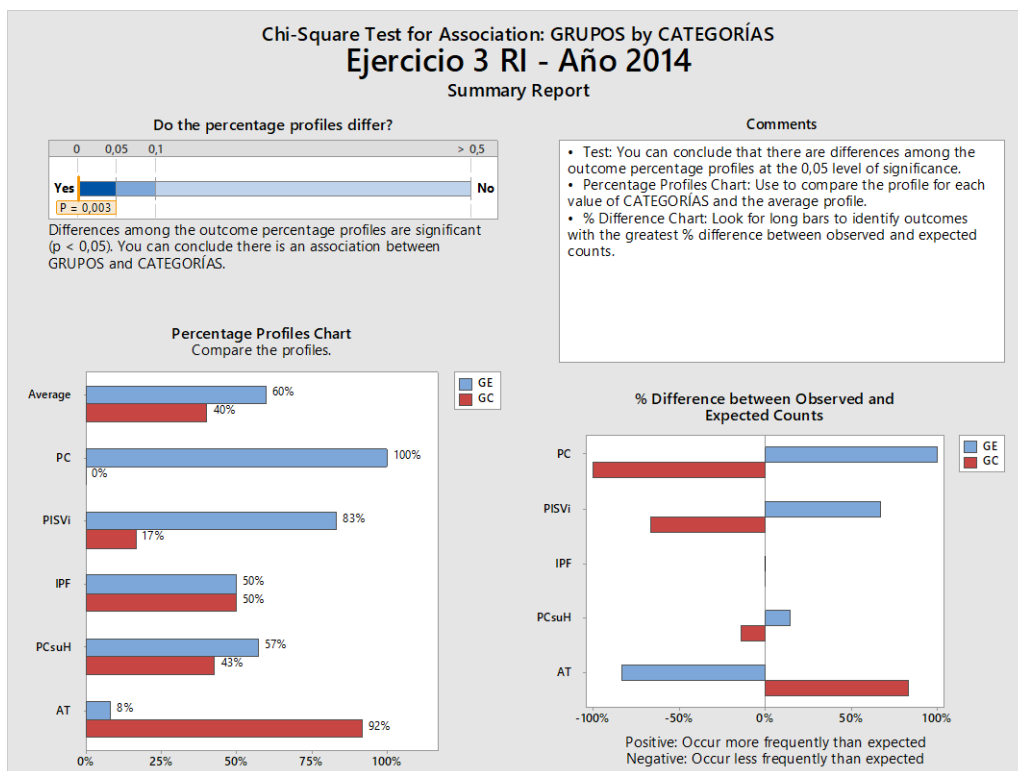 Chi-Square Test for Association: GRUPOS by CATEGORÍAS
Ejercicio 3 RI - Año 2014
Summary Report
Do the percentage profiles differ?
0 0,05 0,1 > 0,5
Yes No
P = 0,003
Differences among the outcome percentage profiles are significant
(p < 0,05). You can conclude there is an association between
GRUPOS and CATEGORÍAS.
Comments
• Test: You can conclude that there are differences among the
outcome percentage profiles at the 0,05 level of significance.
• Percentage Profiles Chart: Use to compare the profile for each
value of CATEGORÍAS and the average profile.
• % Difference Chart: Look for long bars to identify outcomes
with the greatest % difference between observed and expected
counts.
Percentage Profiles Chart
Compare the profiles.
GE
GC
Average
60%
40%
PC
100%
0%
PISVi
83%
17%
IPF
50%
50%
PCsuH
57%
43%
AT
8%
92%
0% 25% 50% 75% 100%
% Difference between Observed and
Expected Counts
GE
GC
PC
PISVi
IPF
PCsuH
AT
-100% -50% 0% 50% 100%
Positive: Occur more frequently than expected
Negative: Occur less frequently than expected